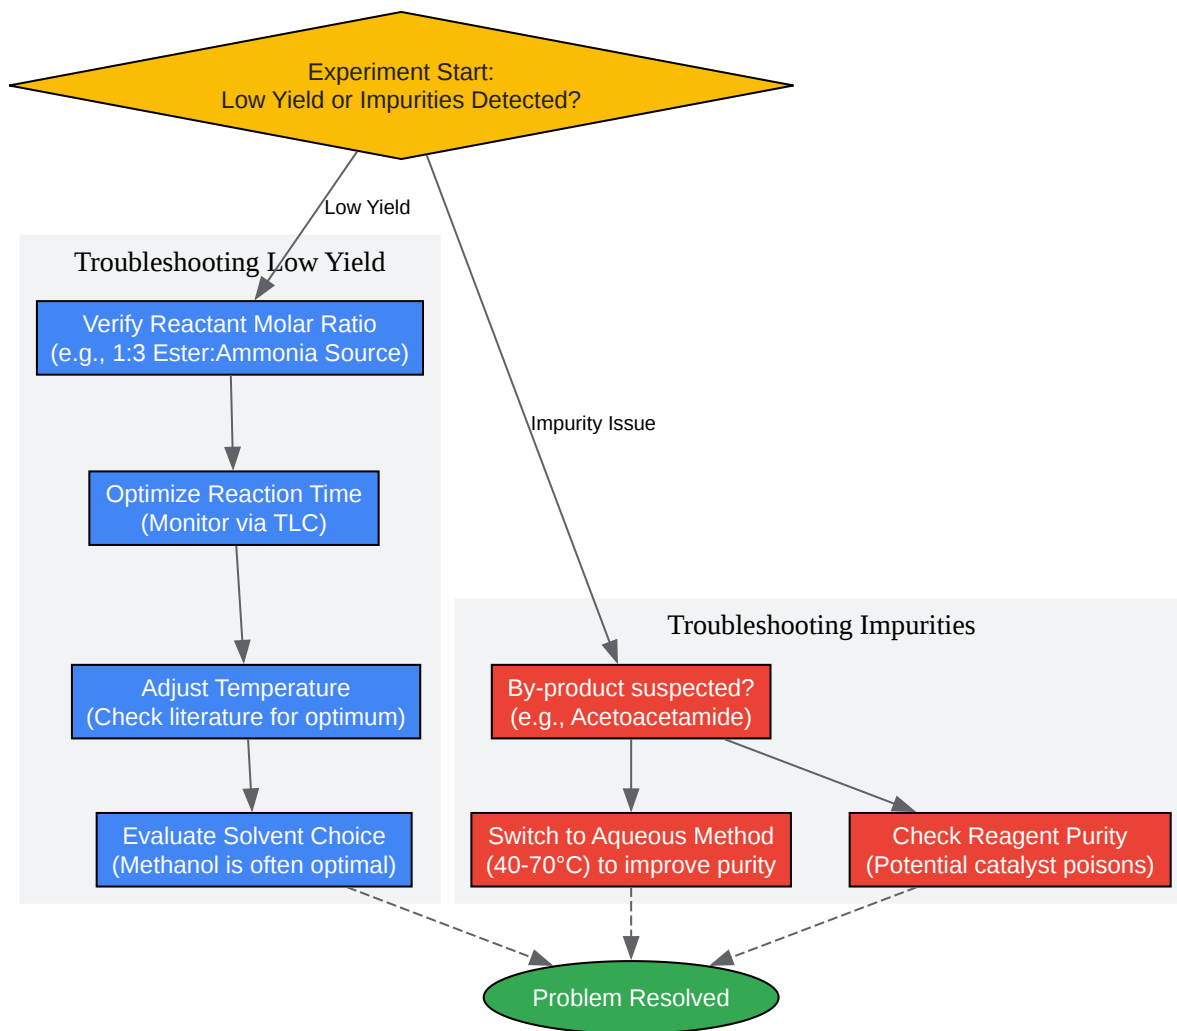 Experiment Start:
Low Yield or Impurities Detected?
Low Yield
Troubleshooting Low Yield
Verify Reactant Molar Ratio
(e.g., 1:3 Ester:Ammonia Source)
Impurity Issue
Optimize Reaction Time
(Monitor via TLC)
Troubleshooting Impurities
Adjust Temperature
(Check literature for optimum)
By-product suspected?
(e.g., Acetoacetamide)
Evaluate Solvent Choice
(Methanol is often optimal)
Switch to Aqueous Method
(40-70°C) to improve purity
Check Reagent Purity
(Potential catalyst poisons)
Problem Resolved